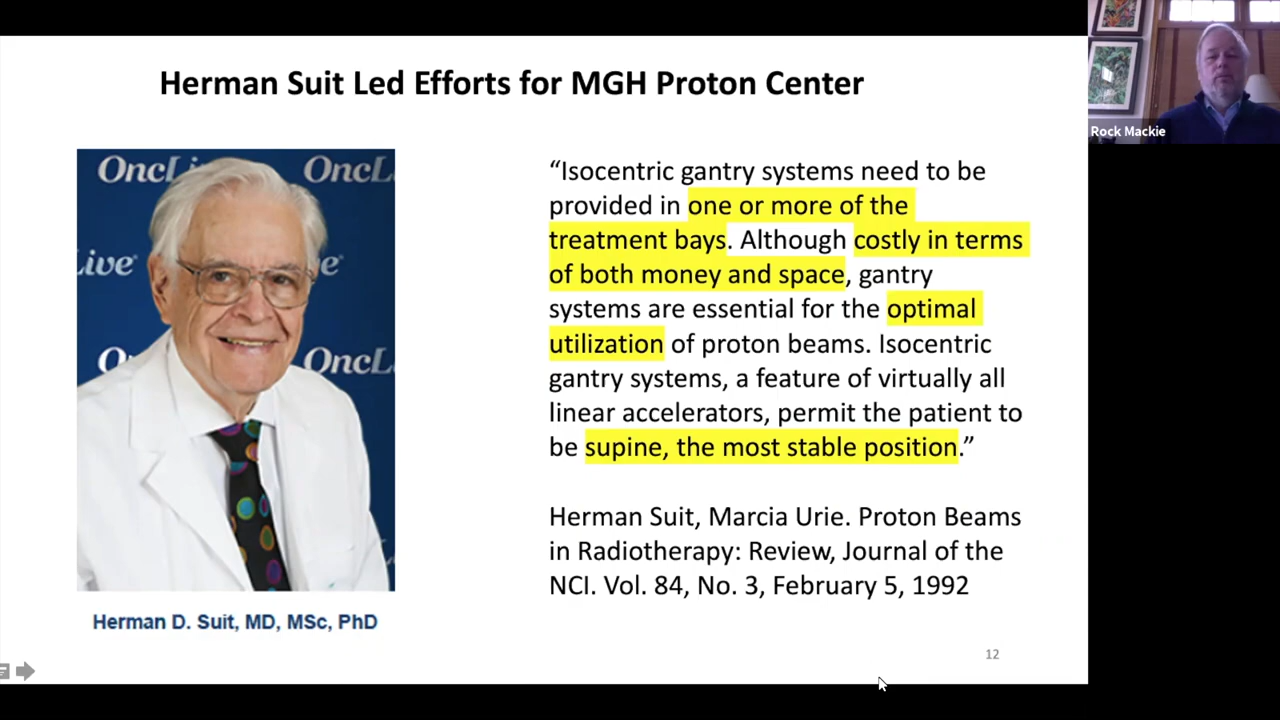 Herman Suit Led Efforts for MGH Proton Center
Rock Mackie
OncLi
OncL
Live®
e®
O
OncL
Herman D. Suit, MD, MSc, PhD
“Isocentric gantry systems need to be
provided in one or more of the
treatment bays. Although costly in terms
of both money and space, gantry
systems are essential for the optimal
utilization of proton beams. Isocentric
gantry systems, a feature of virtually all
linear accelerators, permit the patient to
be supine, the most stable position.”
Herman Suit, Marcia Urie. Proton Beams
in Radiotherapy: Review, Journal of the
NCI. Vol. 84, No. 3, February 5, 1992
12